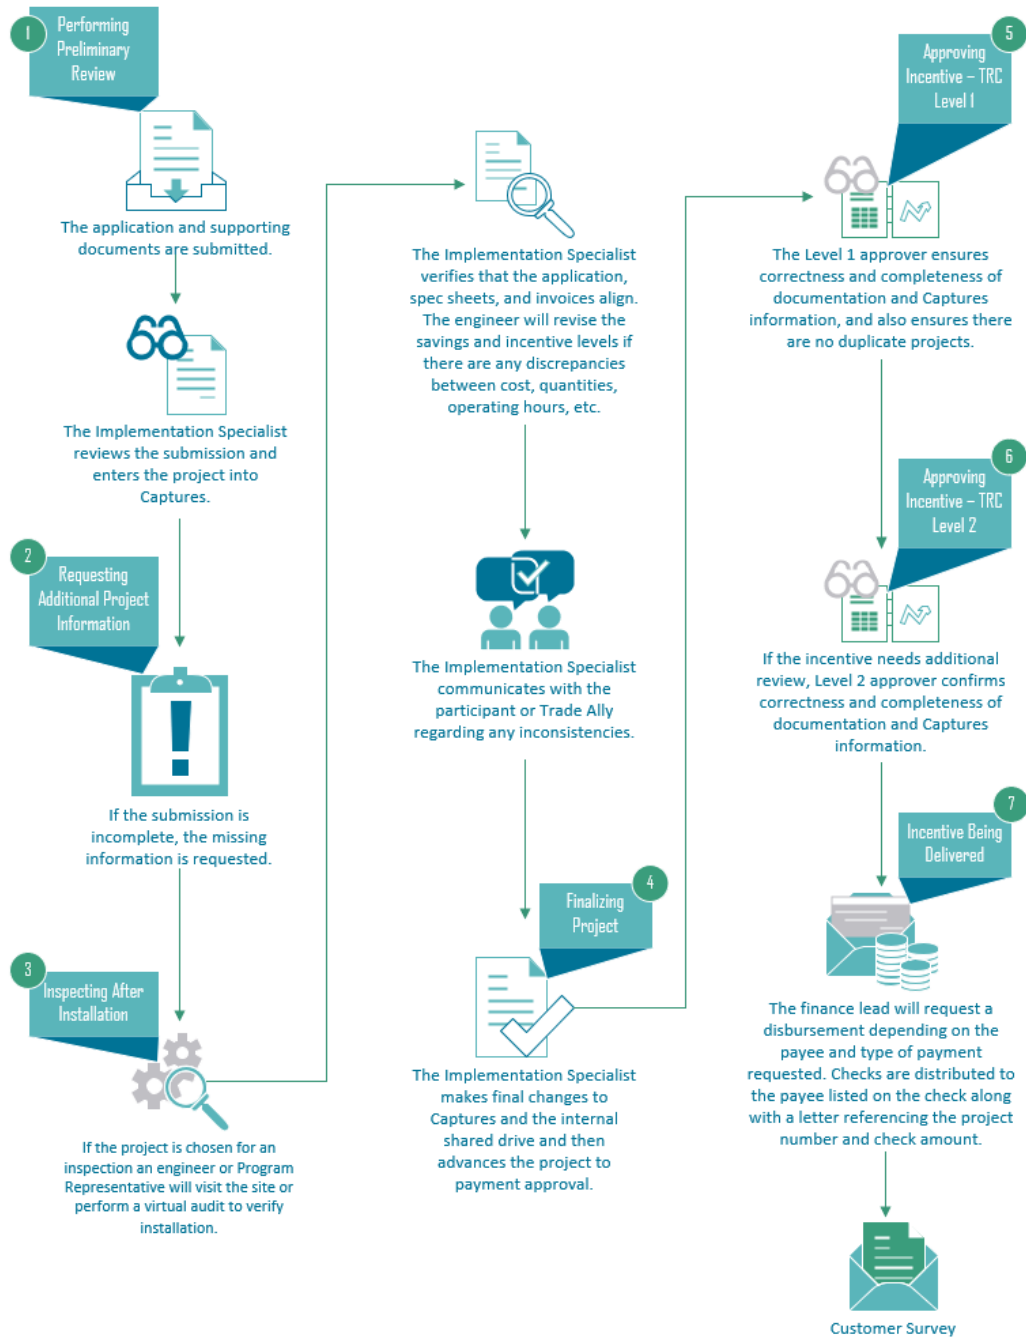 1
Performing
Preliminary
Review
The application and supporting
documents are submitted.
The Implementation Specialist
reviews the submission and
enters the project into
Captures.
2
Requesting
Additional Project
Information
If the submission is
incomplete, the missing
information is requested.
3
Inspecting After
Installation
If the project is chosen for an
inspection an engineer or Program
Representative will visit the site or
perform a virtual audit to verify
installation.
The Implementation Specialist
verifies that the application,
spec sheets, and invoices align.
The engineer will revise the
savings and incentive levels if
there are any discrepancies
between cost, quantities,
operating hours, etc.
The Implementation Specialist
communicates with the
participant or Trade Ally
regarding any inconsistencies.
4
Finalizing
Project
The Implementation Specialist
makes final changes to
Captures and the internal
shared drive and then
advances the project to
payment approval.
5
Approving
Incentive – TRC
Level 1
The Level 1 approver ensures
correctness and completeness of
documentation and Captures
information, and also ensures there
are no duplicate projects.
6
Approving
Incentive – TRC
Level 2
If the incentive needs additional
review, Level 2 approver confirms
correctness and completeness of
documentation and Captures
information.
7
Incentive Being
Delivered
The finance lead will request a
disbursement depending on the
payee and type of payment
requested. Checks are distributed to
the payee listed on the check along
with a letter referencing the project
number and check amount.
Customer Survey